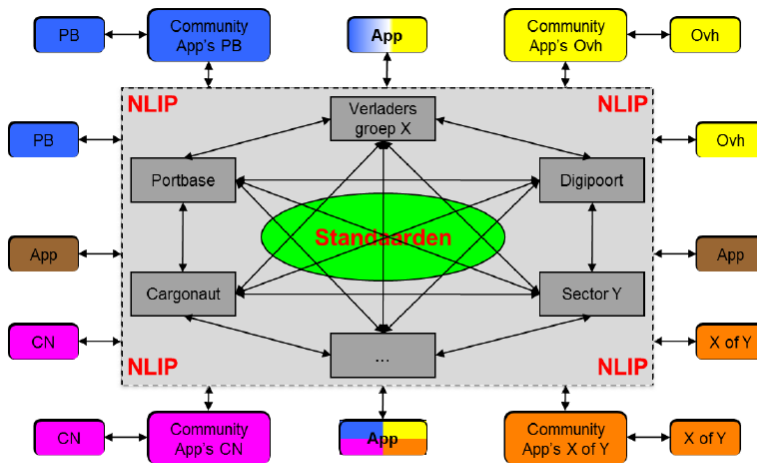 PB
Community
App's PB
App
Community
App's Ovh
Ovh
NLIP
Verladers
groep X
NLIP
PB
Ovh
Portbase
Digipoort
App
Standaarden
App
Cargonaut
Sector Y
CN
X of Y
NLIP
...
NLIP
CN
Community
App's CN
App
Community
App's X of Y
X of Y